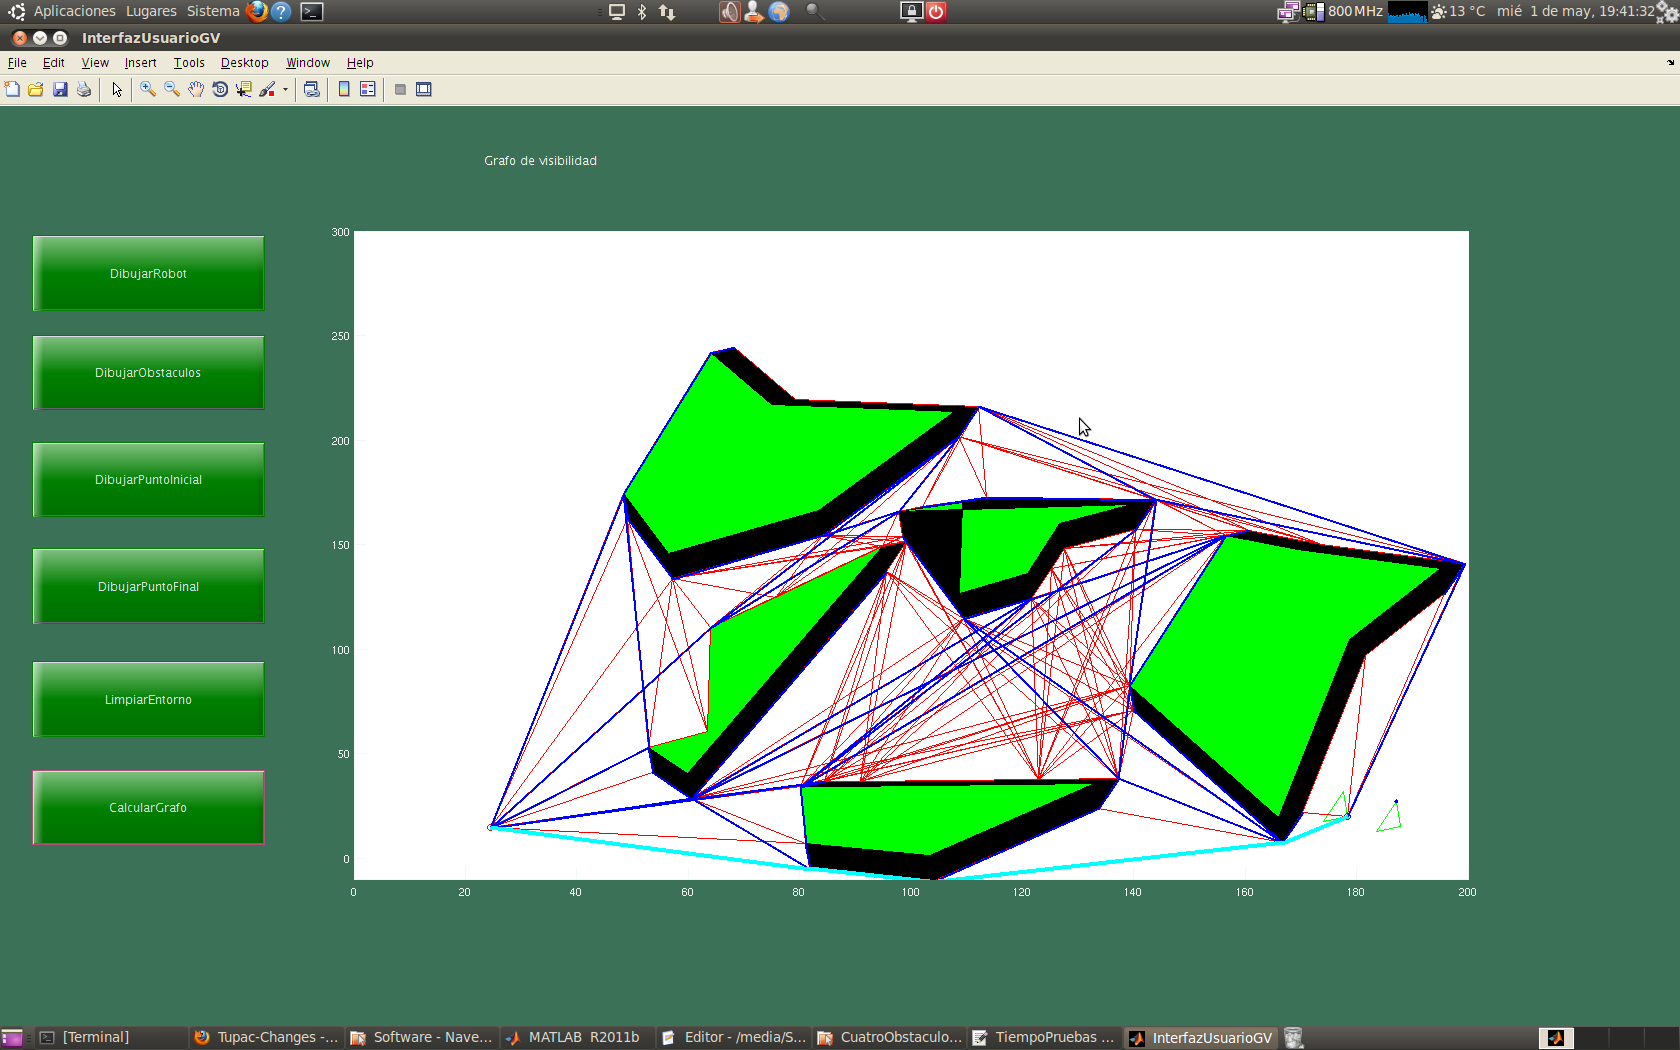 Aplicaciones Lugares Sistema
800 MHz 13 °C mié 1 de may, 19:41:32
InterfazUsuarioGV
File Edit View Insert Tools Desktop Window Help
Grafo de visibilidad
DibujarRobot
DibujarObstaculos
DibujarPuntoInicial
DibujarPuntoFinal
LimpiarEntorno
CalcularGrafo
300
250
200
150
100
50
0
0 20 40 60 80 100 120 140 160 180 200
[Terminal] Tupac-Changes -... Software - Nave... MATLAB R2011b Editor - /media/S... CuatroObstaculo... TiempoPruebas ... InterfazUsuarioGV